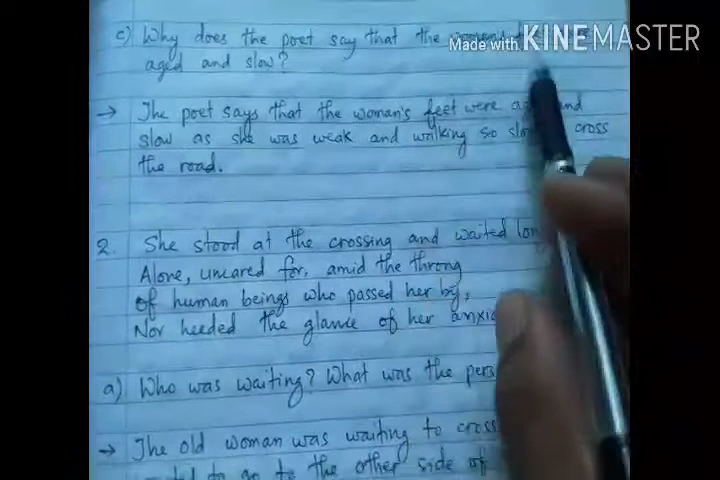 Made with KINEMASTER
c) Why does the poet say that the
aged and slow?
→ The poet says that the woman's feet were and
slow as she was weak and walking so cross
the road.
2. She stood at the crossing and waited
Alone, uncared for, amid the throng
of human beings who passed her by,
Nor heeded the glance of her
a) Who was waiting? What was the
→ The old woman was waiting to cross
to go to the other side of